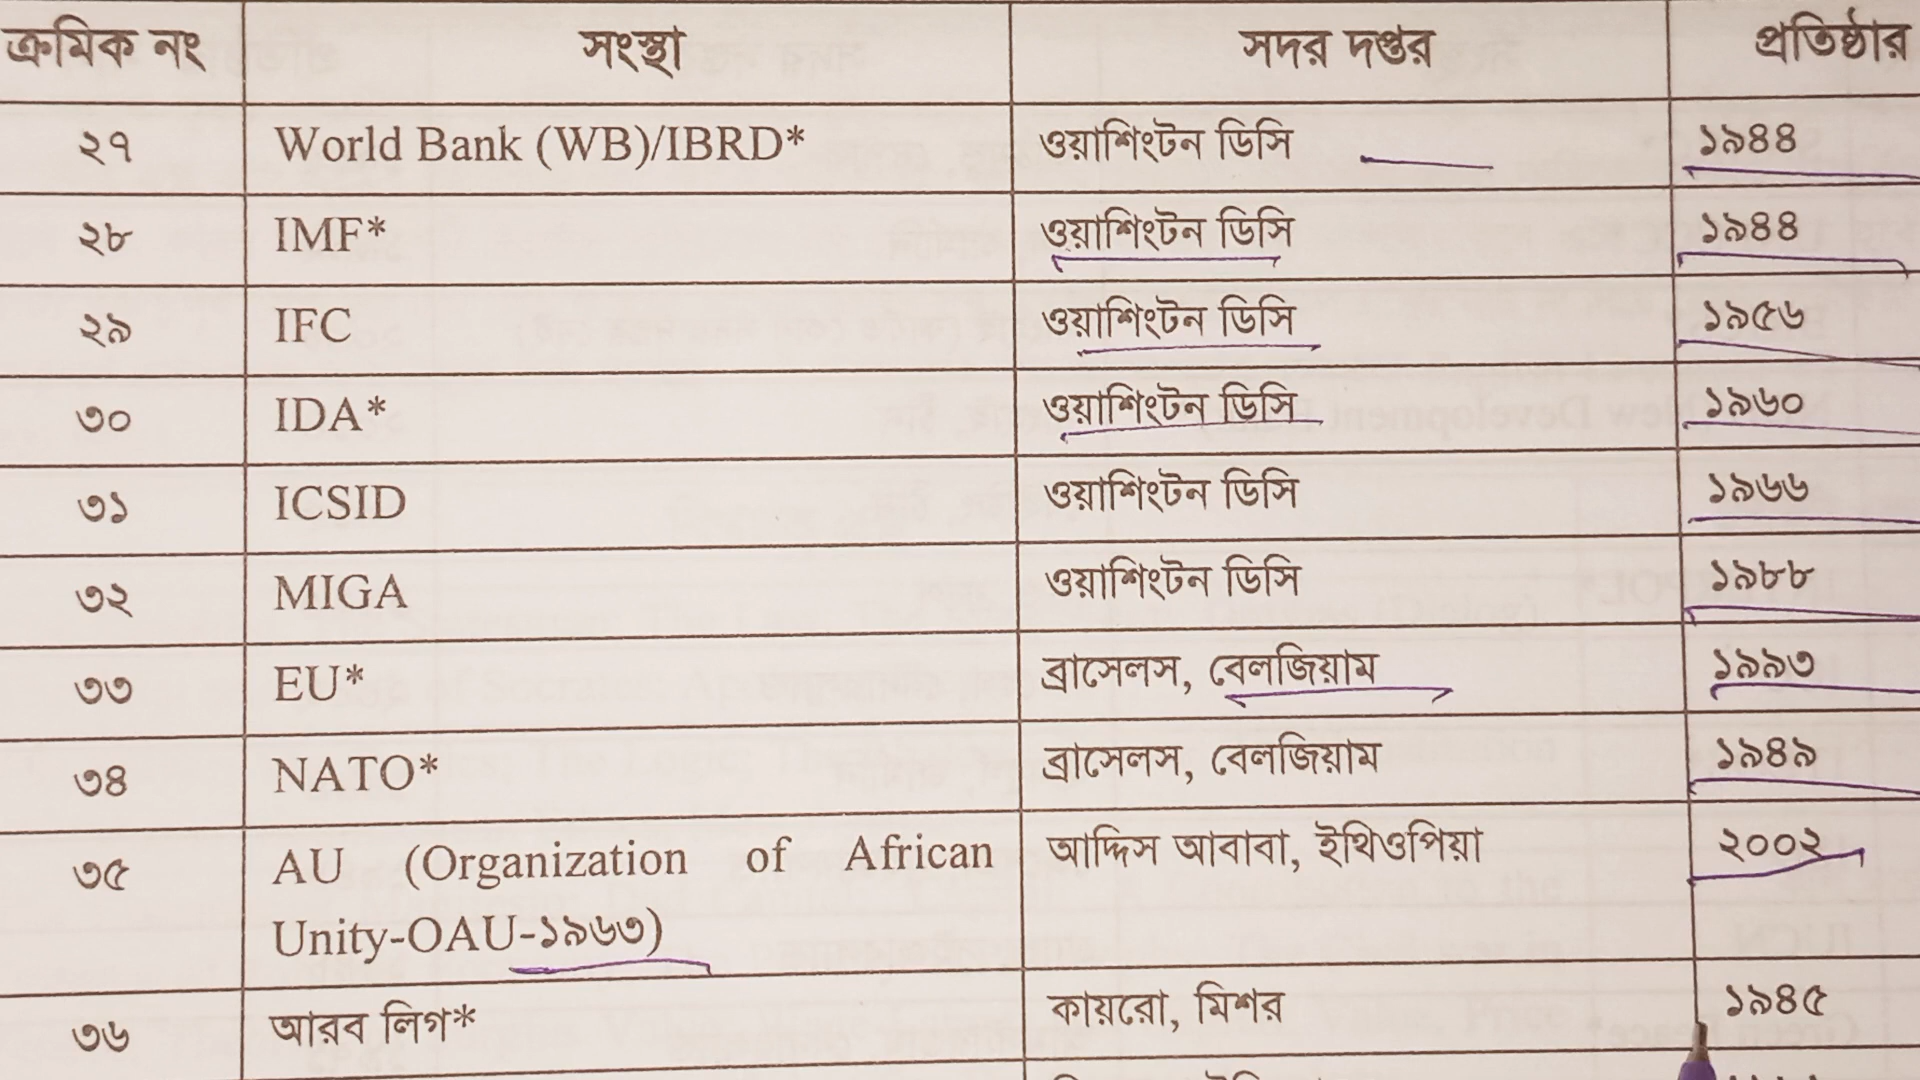 ক্রমিক নং সংস্থা সদর দপ্তর প্রতিষ্ঠার
২৭ World Bank (WB)/IBRD* ওয়াশিংটন ডিসি ১৯৪৪
২৮ IMF* ওয়াশিংটন ডিসি ১৯৪৪
২৯ IFC ওয়াশিংটন ডিসি ১৯৫৬
৩০ IDA* ওয়াশিংটন ডিসি ১৯৬০
৩১ ICSID ওয়াশিংটন ডিসি ১৯৬৬
৩২ MIGA ওয়াশিংটন ডিসি ১৯৮৮
৩৩ EU* ব্রাসেলস, বেলজিয়াম ১৯৯৩
৩৪ NATO* ব্রাসেলস, বেলজিয়াম ১৯৪৯
৩৫ AU (Organization of African আদ্দিস আবাবা, ইথিওপিয়া ২০০২
Unity-OAU-১৯৬৩)
৩৬ আরব লিগ* কায়রো, মিশর ১৯৪৫